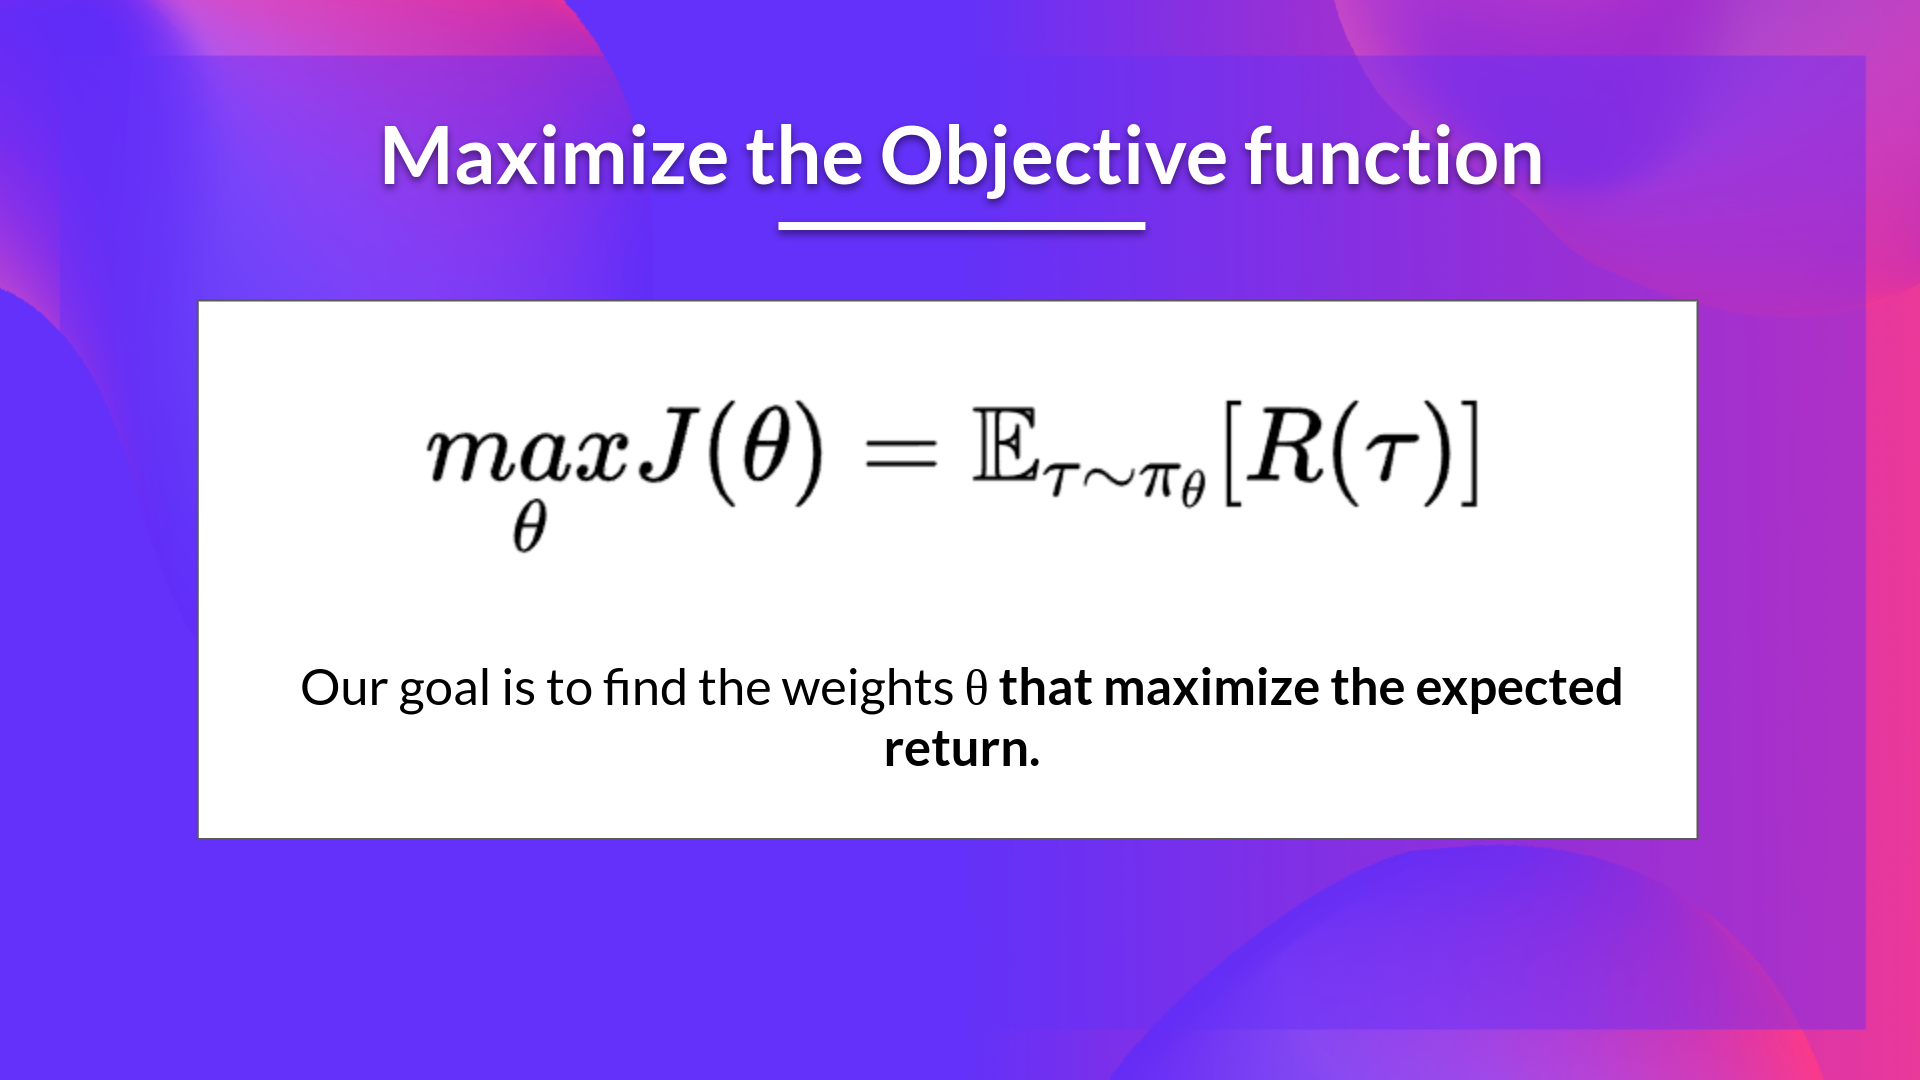 Maximize the Objective function
max J(θ) = 𝔼τ∼πθ[R(τ)]
θ
Our goal is to find the weights θ that maximize the expected
return.